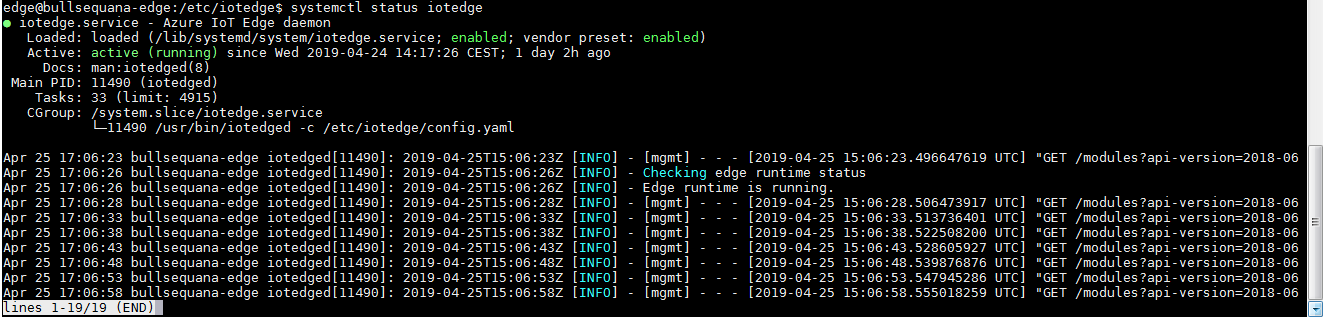 edge@bullsequana-edge:/etc/iotedge$ systemctl status iotedge
● iotedge.service - Azure IoT Edge daemon
   Loaded: loaded (/lib/systemd/system/iotedge.service; enabled; vendor preset: enabled)
   Active: active (running) since Wed 2019-04-24 14:17:26 CEST; 1 day 2h ago
     Docs: man:iotedged(8)
 Main PID: 11490 (iotedged)
    Tasks: 33 (limit: 4915)
   CGroup: /system.slice/iotedge.service
           └─11490 /usr/bin/iotedged -c /etc/iotedge/config.yaml
Apr 25 17:06:23 bullsequana-edge iotedged[11490]: 2019-04-25T15:06:23Z [INFO] - [mgmt] - - - [2019-04-25 15:06:23.496647619 UTC] "GET /modules?api-version=2018-06
Apr 25 17:06:26 bullsequana-edge iotedged[11490]: 2019-04-25T15:06:26Z [INFO] - Checking edge runtime status
Apr 25 17:06:26 bullsequana-edge iotedged[11490]: 2019-04-25T15:06:26Z [INFO] - Edge runtime is running.
Apr 25 17:06:28 bullsequana-edge iotedged[11490]: 2019-04-25T15:06:28Z [INFO] - [mgmt] - - - [2019-04-25 15:06:28.506473917 UTC] "GET /modules?api-version=2018-06
Apr 25 17:06:33 bullsequana-edge iotedged[11490]: 2019-04-25T15:06:33Z [INFO] - [mgmt] - - - [2019-04-25 15:06:33.513736401 UTC] "GET /modules?api-version=2018-06
Apr 25 17:06:38 bullsequana-edge iotedged[11490]: 2019-04-25T15:06:38Z [INFO] - [mgmt] - - - [2019-04-25 15:06:38.522508200 UTC] "GET /modules?api-version=2018-06
Apr 25 17:06:43 bullsequana-edge iotedged[11490]: 2019-04-25T15:06:43Z [INFO] - [mgmt] - - - [2019-04-25 15:06:43.528605927 UTC] "GET /modules?api-version=2018-06
Apr 25 17:06:48 bullsequana-edge iotedged[11490]: 2019-04-25T15:06:48Z [INFO] - [mgmt] - - - [2019-04-25 15:06:48.539876876 UTC] "GET /modules?api-version=2018-06
Apr 25 17:06:53 bullsequana-edge iotedged[11490]: 2019-04-25T15:06:53Z [INFO] - [mgmt] - - - [2019-04-25 15:06:53.547945286 UTC] "GET /modules?api-version=2018-06
Apr 25 17:06:58 bullsequana-edge iotedged[11490]: 2019-04-25T15:06:58Z [INFO] - [mgmt] - - - [2019-04-25 15:06:58.555018259 UTC] "GET /modules?api-version=2018-06
lines 1-19/19 (END)